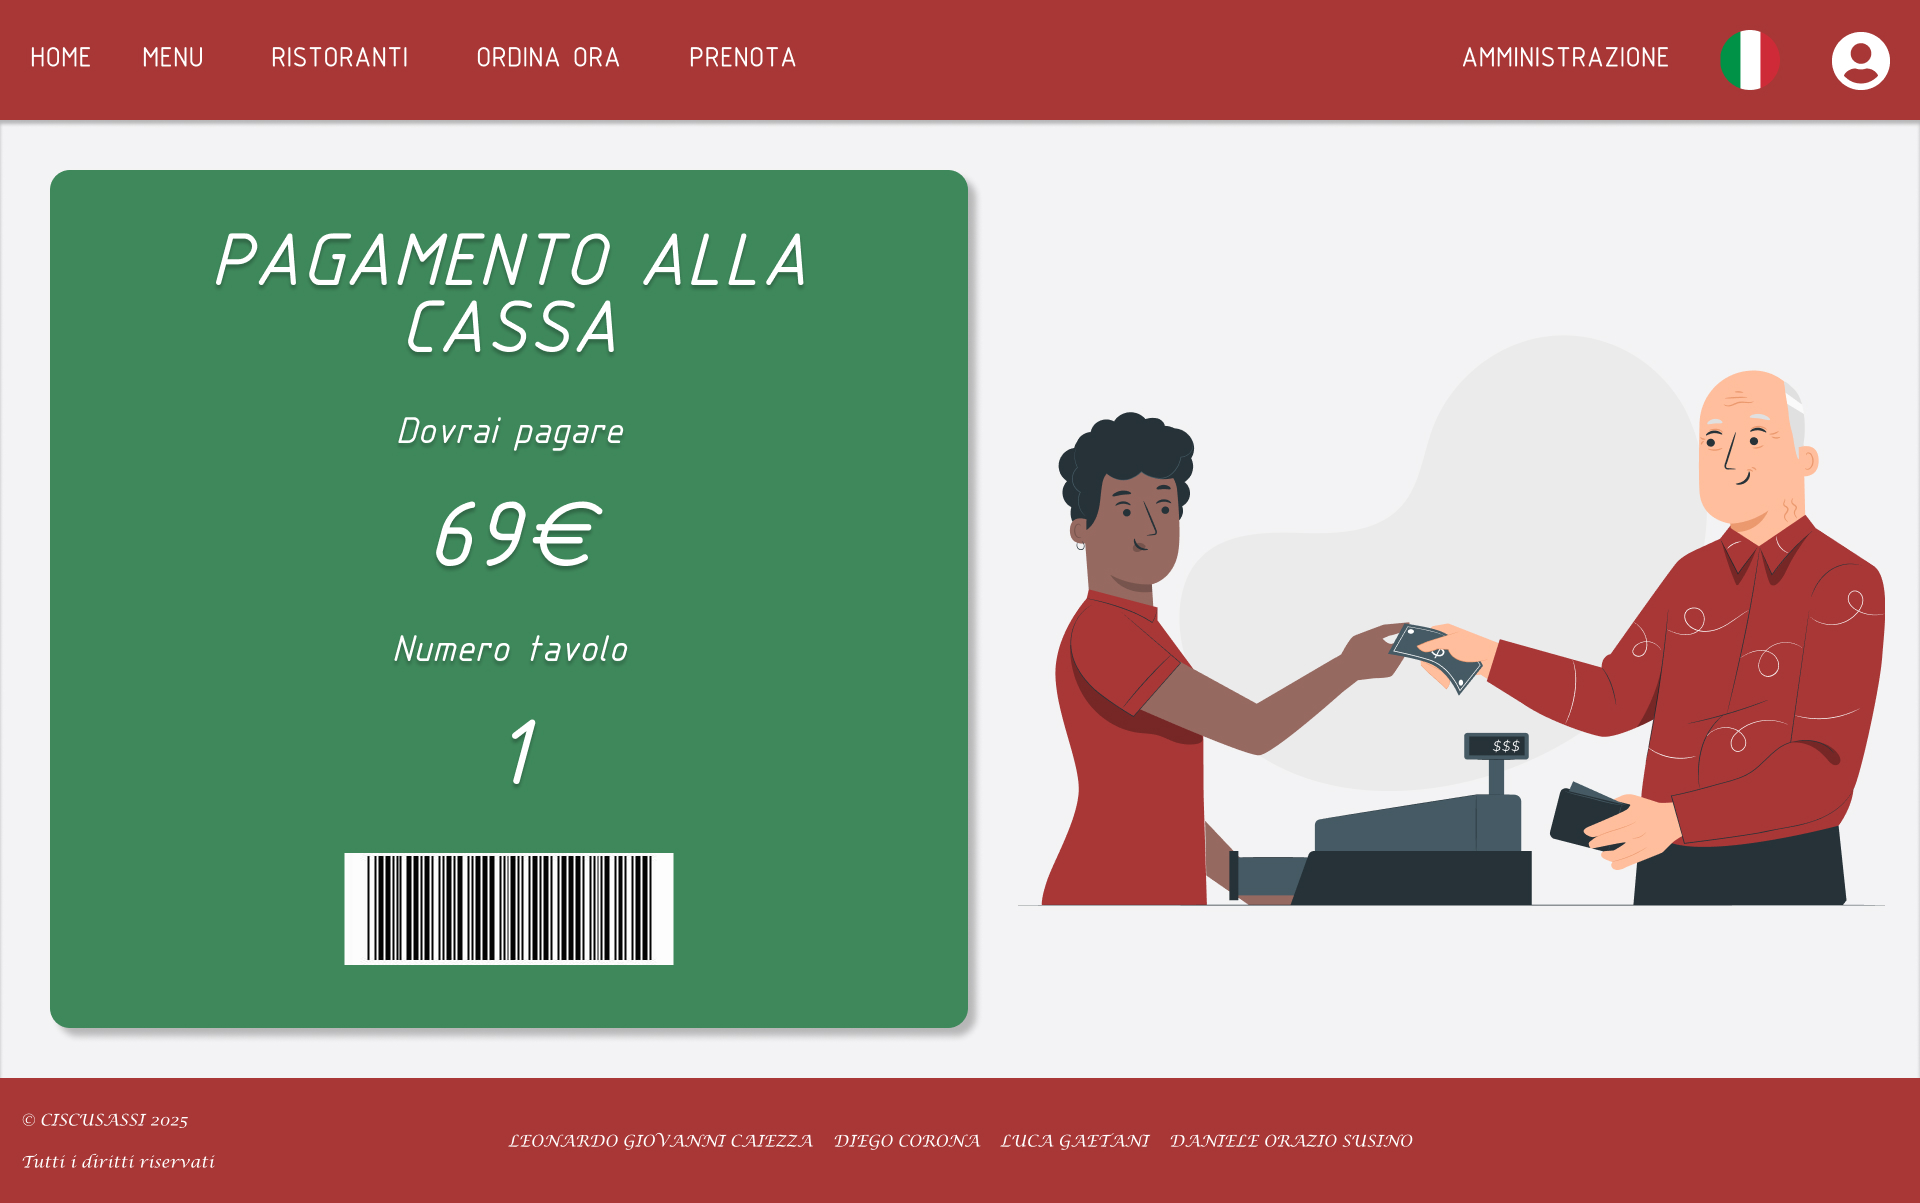 HOME MENU RISTORANTI ORDINA ORA PRENOTA AMMINISTRAZIONE
PAGAMENTO ALLA
CASSA
Dovrai pagare
69€
Numero tavolo
1
$
$$$
© CISCUSASSI 2025
Tutti i diritti riservati
LEONARDO GIOVANNI CAIEZZA DIEGO CORONA LUCA GAETANI DANIELE ORAZIO SUSINO